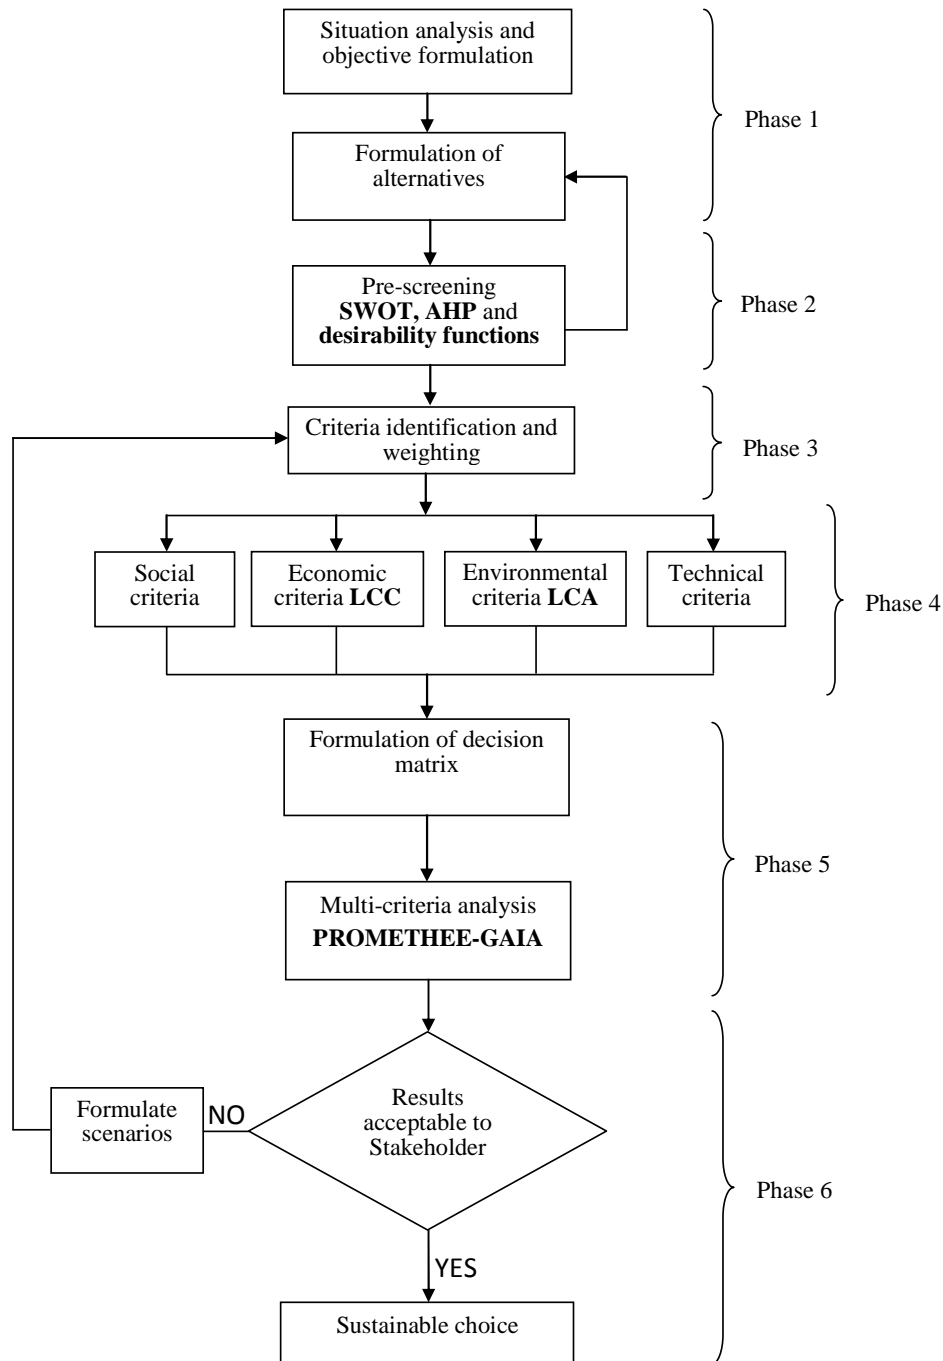 Situation analysis and
objective formulation
Phase 1
Formulation of
alternatives
Pre-screening
SWOT, AHP and
desirability functions
Phase 2
Criteria identification and
weighting
Phase 3
Social
criteria
Economic
criteria LCC
Environmental
criteria LCA
Technical
criteria
Phase 4
Formulation of decision
matrix
Phase 5
Multi-criteria analysis
PROMETHEE-GAIA
Results
acceptable to
Stakeholder
NO
Formulate
scenarios
Phase 6
YES
Sustainable choice